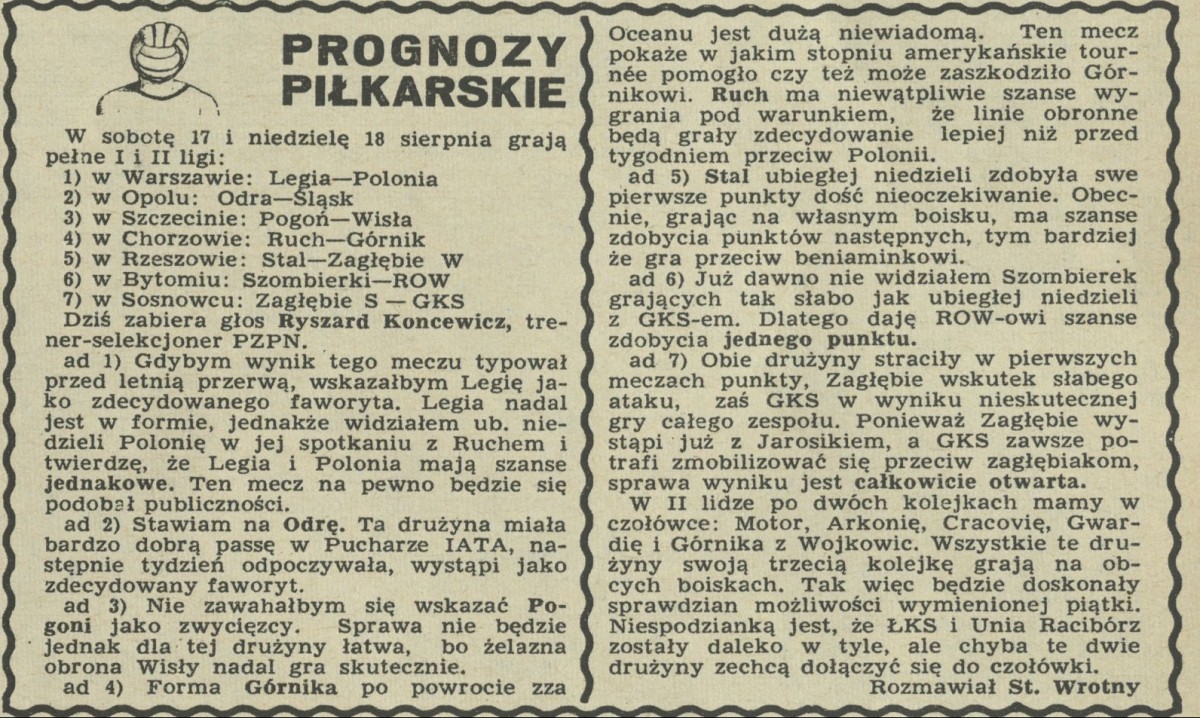 PROGNOZY
PIŁKARSKIE
W sobotę 17 i niedzielę 18 sierpnia grają
pełne I i II ligi:
1) w Warszawie: Legia—Polonia
2) w Opolu: Odra—Śląsk
3) w Szczecinie: Pogoń—Wisła
4) w Chorzowie: Ruch—Górnik
5) w Rzeszowie: Stal—Zagłębie W
6) w Bytomiu: Szombierki—ROW
7) w Sosnowcu: Zagłębie S — GKS
Dziś zabiera głos Ryszard Koncewicz, tre-
ner-selekcjoner PZPN.
ad 1) Gdybym wynik tego meczu typował
przed letnią przerwą, wskazałbym Legię ja-
ko zdecydowanego faworyta. Legia nadal
jest w formie, jednakże widziałem ub. nie-
dzieli Polonię w jej spotkaniu z Ruchem i
twierdzę, że Legia i Polonia mają szanse
jednakowe. Ten mecz na pewno będzie się
podobał publiczności.
ad 2) Stawiam na Odrę. Ta drużyna miała
bardzo dobrą passę w Pucharze IATA, na-
stępnie tydzień odpoczywała, wystąpi jako
zdecydowany faworyt.
ad 3) Nie zawahałbym się wskazać Po-
goni jako zwycięzcy. Sprawa nie będzie
jednak dla tej drużyny łatwa, bo żelazna
obrona Wisły nadal gra skutecznie.
ad 4) Forma Górnika po powrocie zza
Oceanu jest dużą niewiadomą. Ten mecz
pokaże w jakim stopniu amerykańskie tour-
née pomogło czy też może zaszkodziło Gór-
nikowi. Ruch ma niewątpliwie szanse wy-
grania pod warunkiem, że linie obronne
będą grały zdecydowanie lepiej niż przed
tygodniem przeciw Polonii.
ad 5) Stal ubiegłej niedzieli zdobyła swe
pierwsze punkty dość nieoczekiwanie. Obec-
nie, grając na własnym boisku, ma szanse
zdobycia punktów następnych, tym bardziej
że gra przeciw beniaminkowi.
ad 6) Już dawno nie widziałem Szombierek
grających tak słabo jak ubiegłej niedzieli
z GKS-em. Dlatego daję ROW-owi szanse
zdobycia jednego punktu.
ad 7) Obie drużyny straciły w pierwszych
meczach punkty, Zagłębie wskutek słabego
ataku, zaś GKS w wyniku nieskutecznej
gry całego zespołu. Ponieważ Zagłębie wy-
stąpi już z Jarosikiem, a GKS zawsze po-
trafi zmobilizować się przeciw zagłębiakom,
sprawa wyniku jest całkowicie otwarta.
W II lidze po dwóch kolejkach mamy w
czołówce: Motor, Arkonię, Cracovię, Gwar-
dię i Górnika z Wojkowic. Wszystkie te dru-
żyny swoją trzecią kolejkę grają na ob-
cych boiskach. Tak więc będzie doskonały
sprawdzian możliwości wymienionej piątki.
Niespodzianką jest, że ŁKS i Unia Racibórz
zostały daleko w tyle, ale chyba te dwie
drużyny zechcą dołączyć się do czołówki.
Rozmawiał St. Wrotny